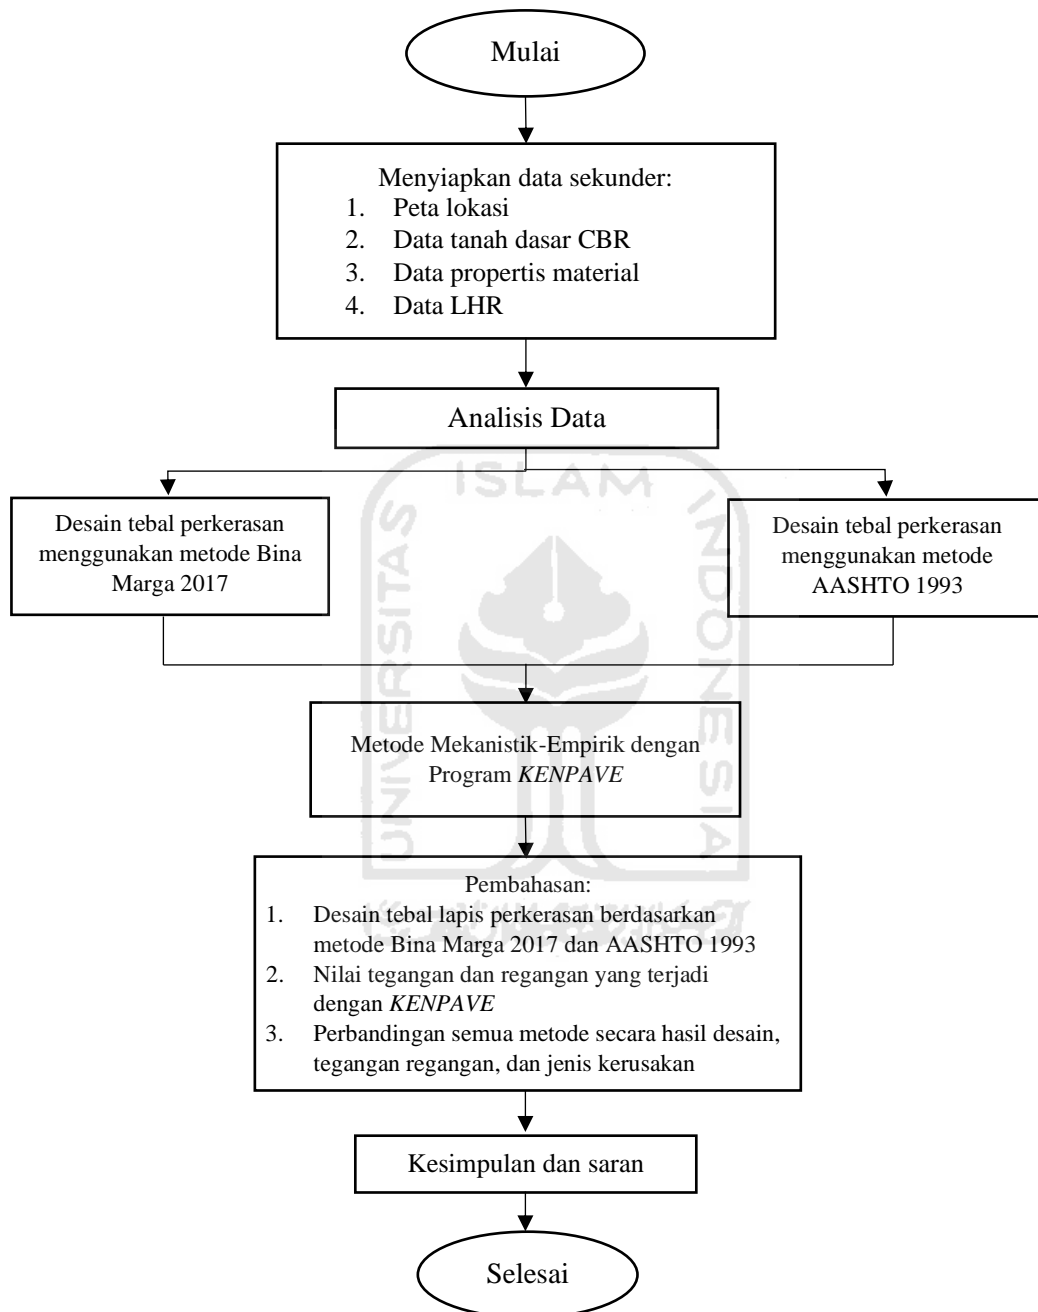 Mulai
Menyiapkan data sekunder:
1. Peta lokasi
2. Data tanah dasar CBR
3. Data propertis material
4. Data LHR
Analisis Data
Desain tebal perkerasan
menggunakan metode Bina
Marga 2017
Desain tebal perkerasan
menggunakan metode
AASHTO 1993
Metode Mekanistik-Empirik dengan
Program KENPAVE
Pembahasan:
1. Desain tebal lapis perkerasan berdasarkan
metode Bina Marga 2017 dan AASHTO 1993
2. Nilai tegangan dan regangan yang terjadi
dengan KENPAVE
3. Perbandingan semua metode secara hasil desain,
tegangan regangan, dan jenis kerusakan
Kesimpulan dan saran
Selesai
UNIVERSITAS
ISLAM
INDONESIA